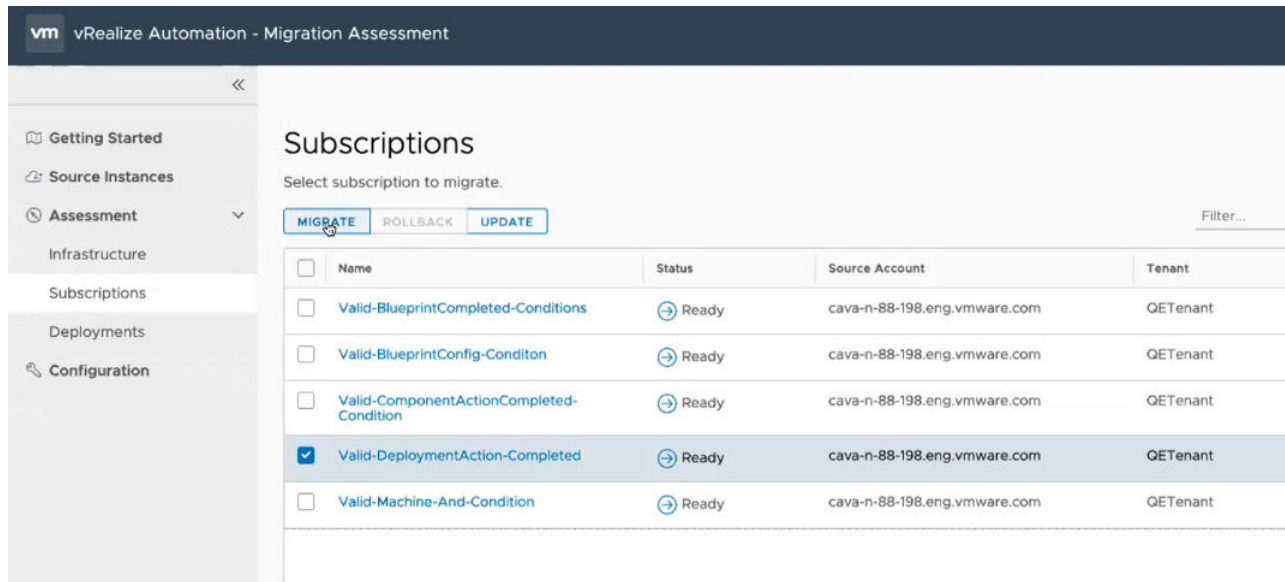 vm vRealize Automation - Migration Assessment
Getting Started
Source Instances
Assessment
Infrastructure
Subscriptions
Deployments
Configuration
Subscriptions
Select subscription to migrate.
MIGRATE ROLLBACK UPDATE Filter...
Name Status Source Account Tenant
Valid-BlueprintCompleted-Conditions Ready cava-n-88-198.eng.vmware.com QETenant
Valid-BlueprintConfig-Conditon Ready cava-n-88-198.eng.vmware.com QETenant
Valid-ComponentActionCompleted- Ready cava-n-88-198.eng.vmware.com QETenant
Condition
Valid-DeploymentAction-Completed Ready cava-n-88-198.eng.vmware.com QETenant
Valid-Machine-And-Condition Ready cava-n-88-198.eng.vmware.com QETenant